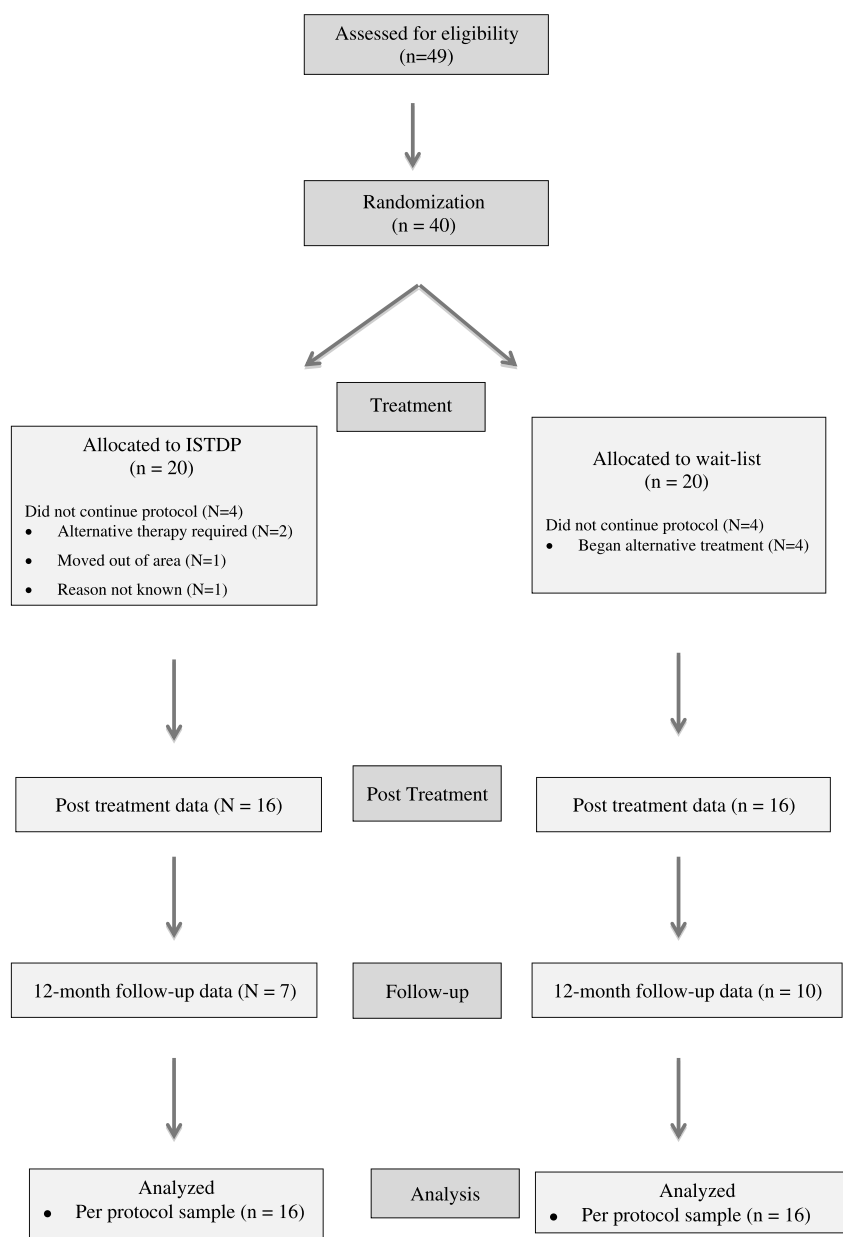 Assessed for eligibility
(n=49)
Randomization
(n = 40)
Treatment
Allocated to ISTDP
(n = 20)
Did not continue protocol (N=4)
• Alternative therapy required (N=2)
• Moved out of area (N=1)
• Reason not known (N=1)
Allocated to wait-list
(n = 20)
Did not continue protocol (N=4)
• Began alternative treatment (N=4)
Post treatment data (N = 16)
Post Treatment
Post treatment data (n = 16)
12-month follow-up data (N = 7)
Follow-up
12-month follow-up data (n = 10)
Analyzed
• Per protocol sample (n = 16)
Analysis
Analyzed
• Per protocol sample (n = 16)